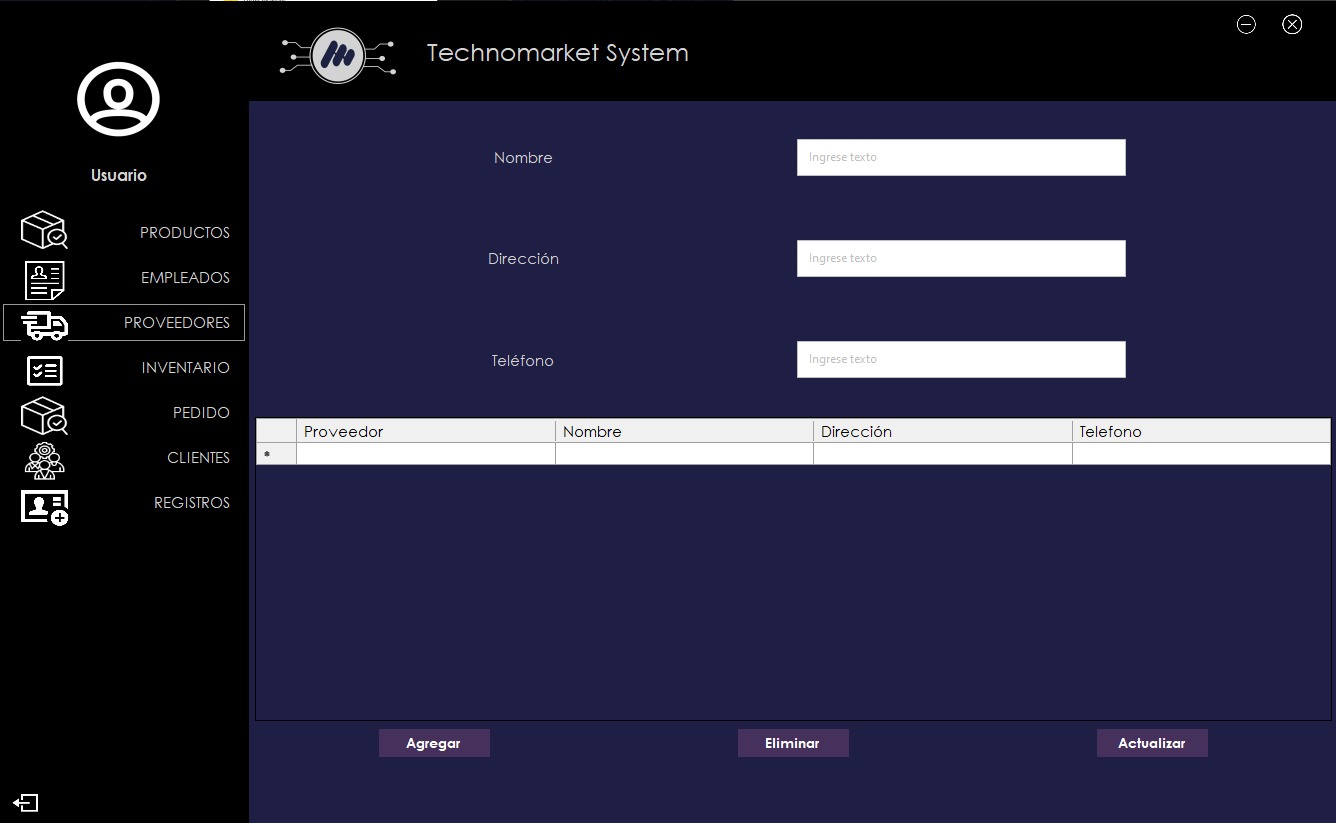 Technomarket System
Usuario
PRODUCTOS
EMPLEADOS
PROVEEDORES
INVENTARIO
PEDIDO
CLIENTES
REGISTROS
Nombre
Ingrese texto
Dirección
Ingrese texto
Teléfono
Ingrese texto
Proveedor Nombre Dirección Telefono
*
Agregar Eliminar Actualizar